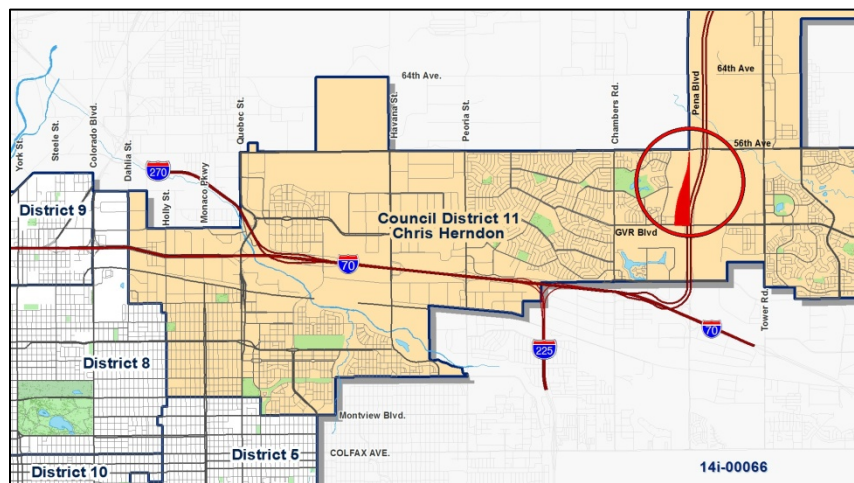 64th Ave.
64th Ave
Pena Blvd
Chambers Rd.
Havana St.
Peoria St.
Quebec St.
56th Ave
York St.
Steele St.
Colorado Blvd.
Dahlia St.
270
Holly St.
Monaco Pkwy
District 9
Council District 11
Chris Herndon
GVR Blvd
70
Tower Rd.
70
225
District 8
Montview Blvd.
District 5
COLFAX AVE.
District 10
14i-00066